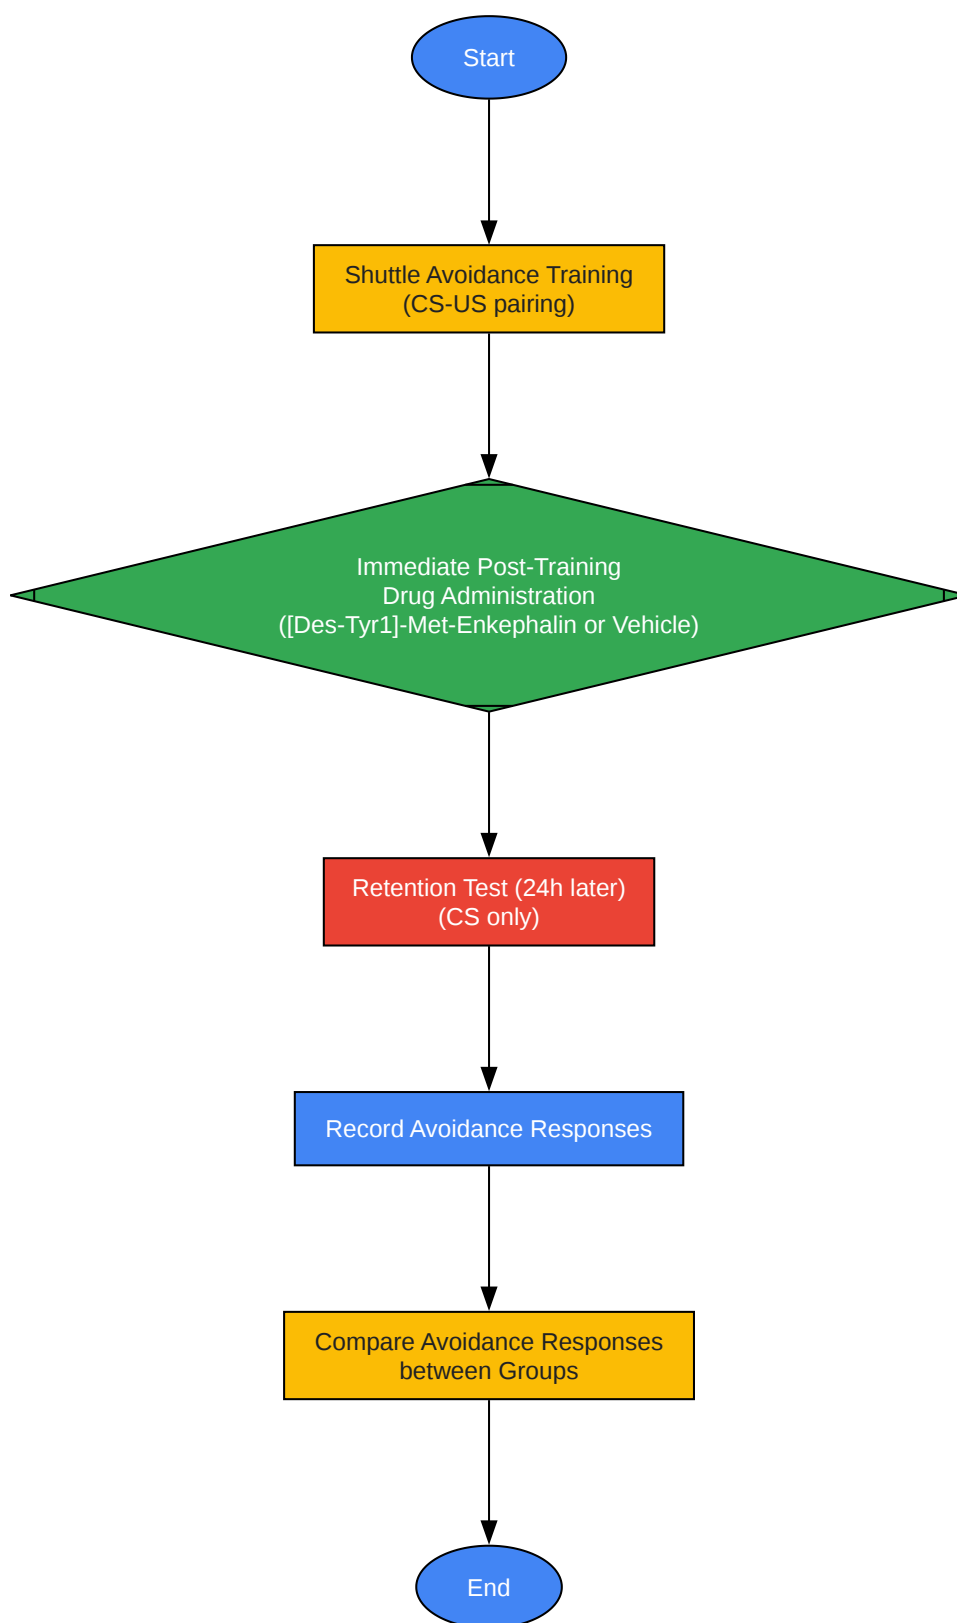 Start
Shuttle Avoidance Training
(CS-US pairing)
Immediate Post-Training
Drug Administration
([Des-Tyr1]-Met-Enkephalin or Vehicle)
Retention Test (24h later)
(CS only)
Record Avoidance Responses
Compare Avoidance Responses
between Groups
End